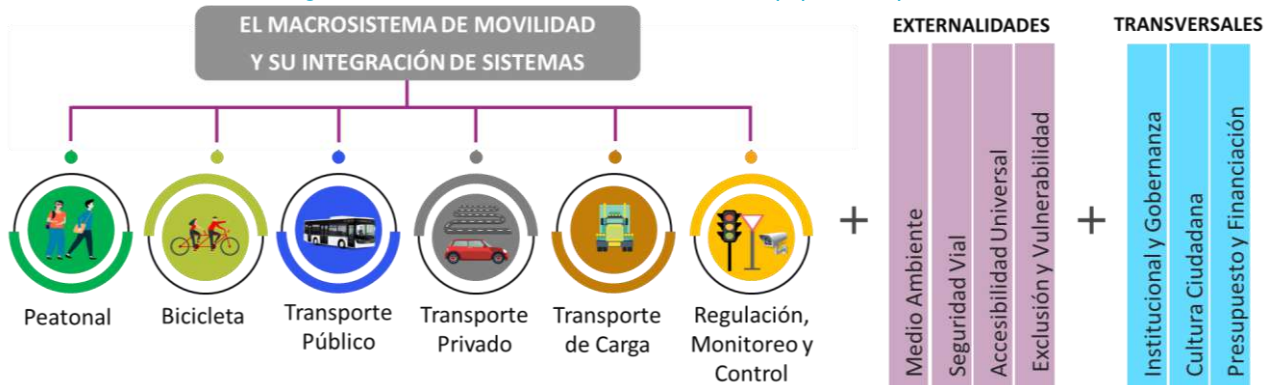 EL MACROSISTEMA DE MOVILIDAD
Y SU INTEGRACIÓN DE SISTEMAS
Peatonal
Bicicleta
Transporte
Público
Transporte
Privado
Transporte
de Carga
Regulación,
Monitoreo y
Control
+
EXTERNALIDADES
Medio Ambiente
Seguridad Vial
Accesibilidad Universal
Exclusión y Vulnerabilidad
+
TRANSVERSALES
Institucional y Gobernanza
Cultura Ciudadana
Presupuesto y Financiación